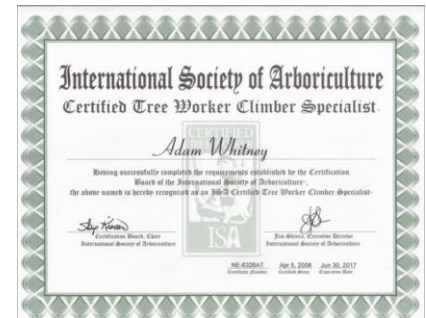 International Society of Arboriculture
Certified Tree Worker Climber Specialist
CERTIFIED
Adam Whitney
Having successfully completed the requirements established by the Certification
Board of the International Society of Arboriculture,
the above named is hereby recognized as an ISA Certified Tree Worker Climber Specialist
ISA
Certification Board, Chair
International Society of Arboriculture
Jim Skiera, Executive Director
International Society of Arboriculture
NE-6326AT Apr 5, 2008 Jun 30, 2017
Certificate Number Certified Since Expiration Date